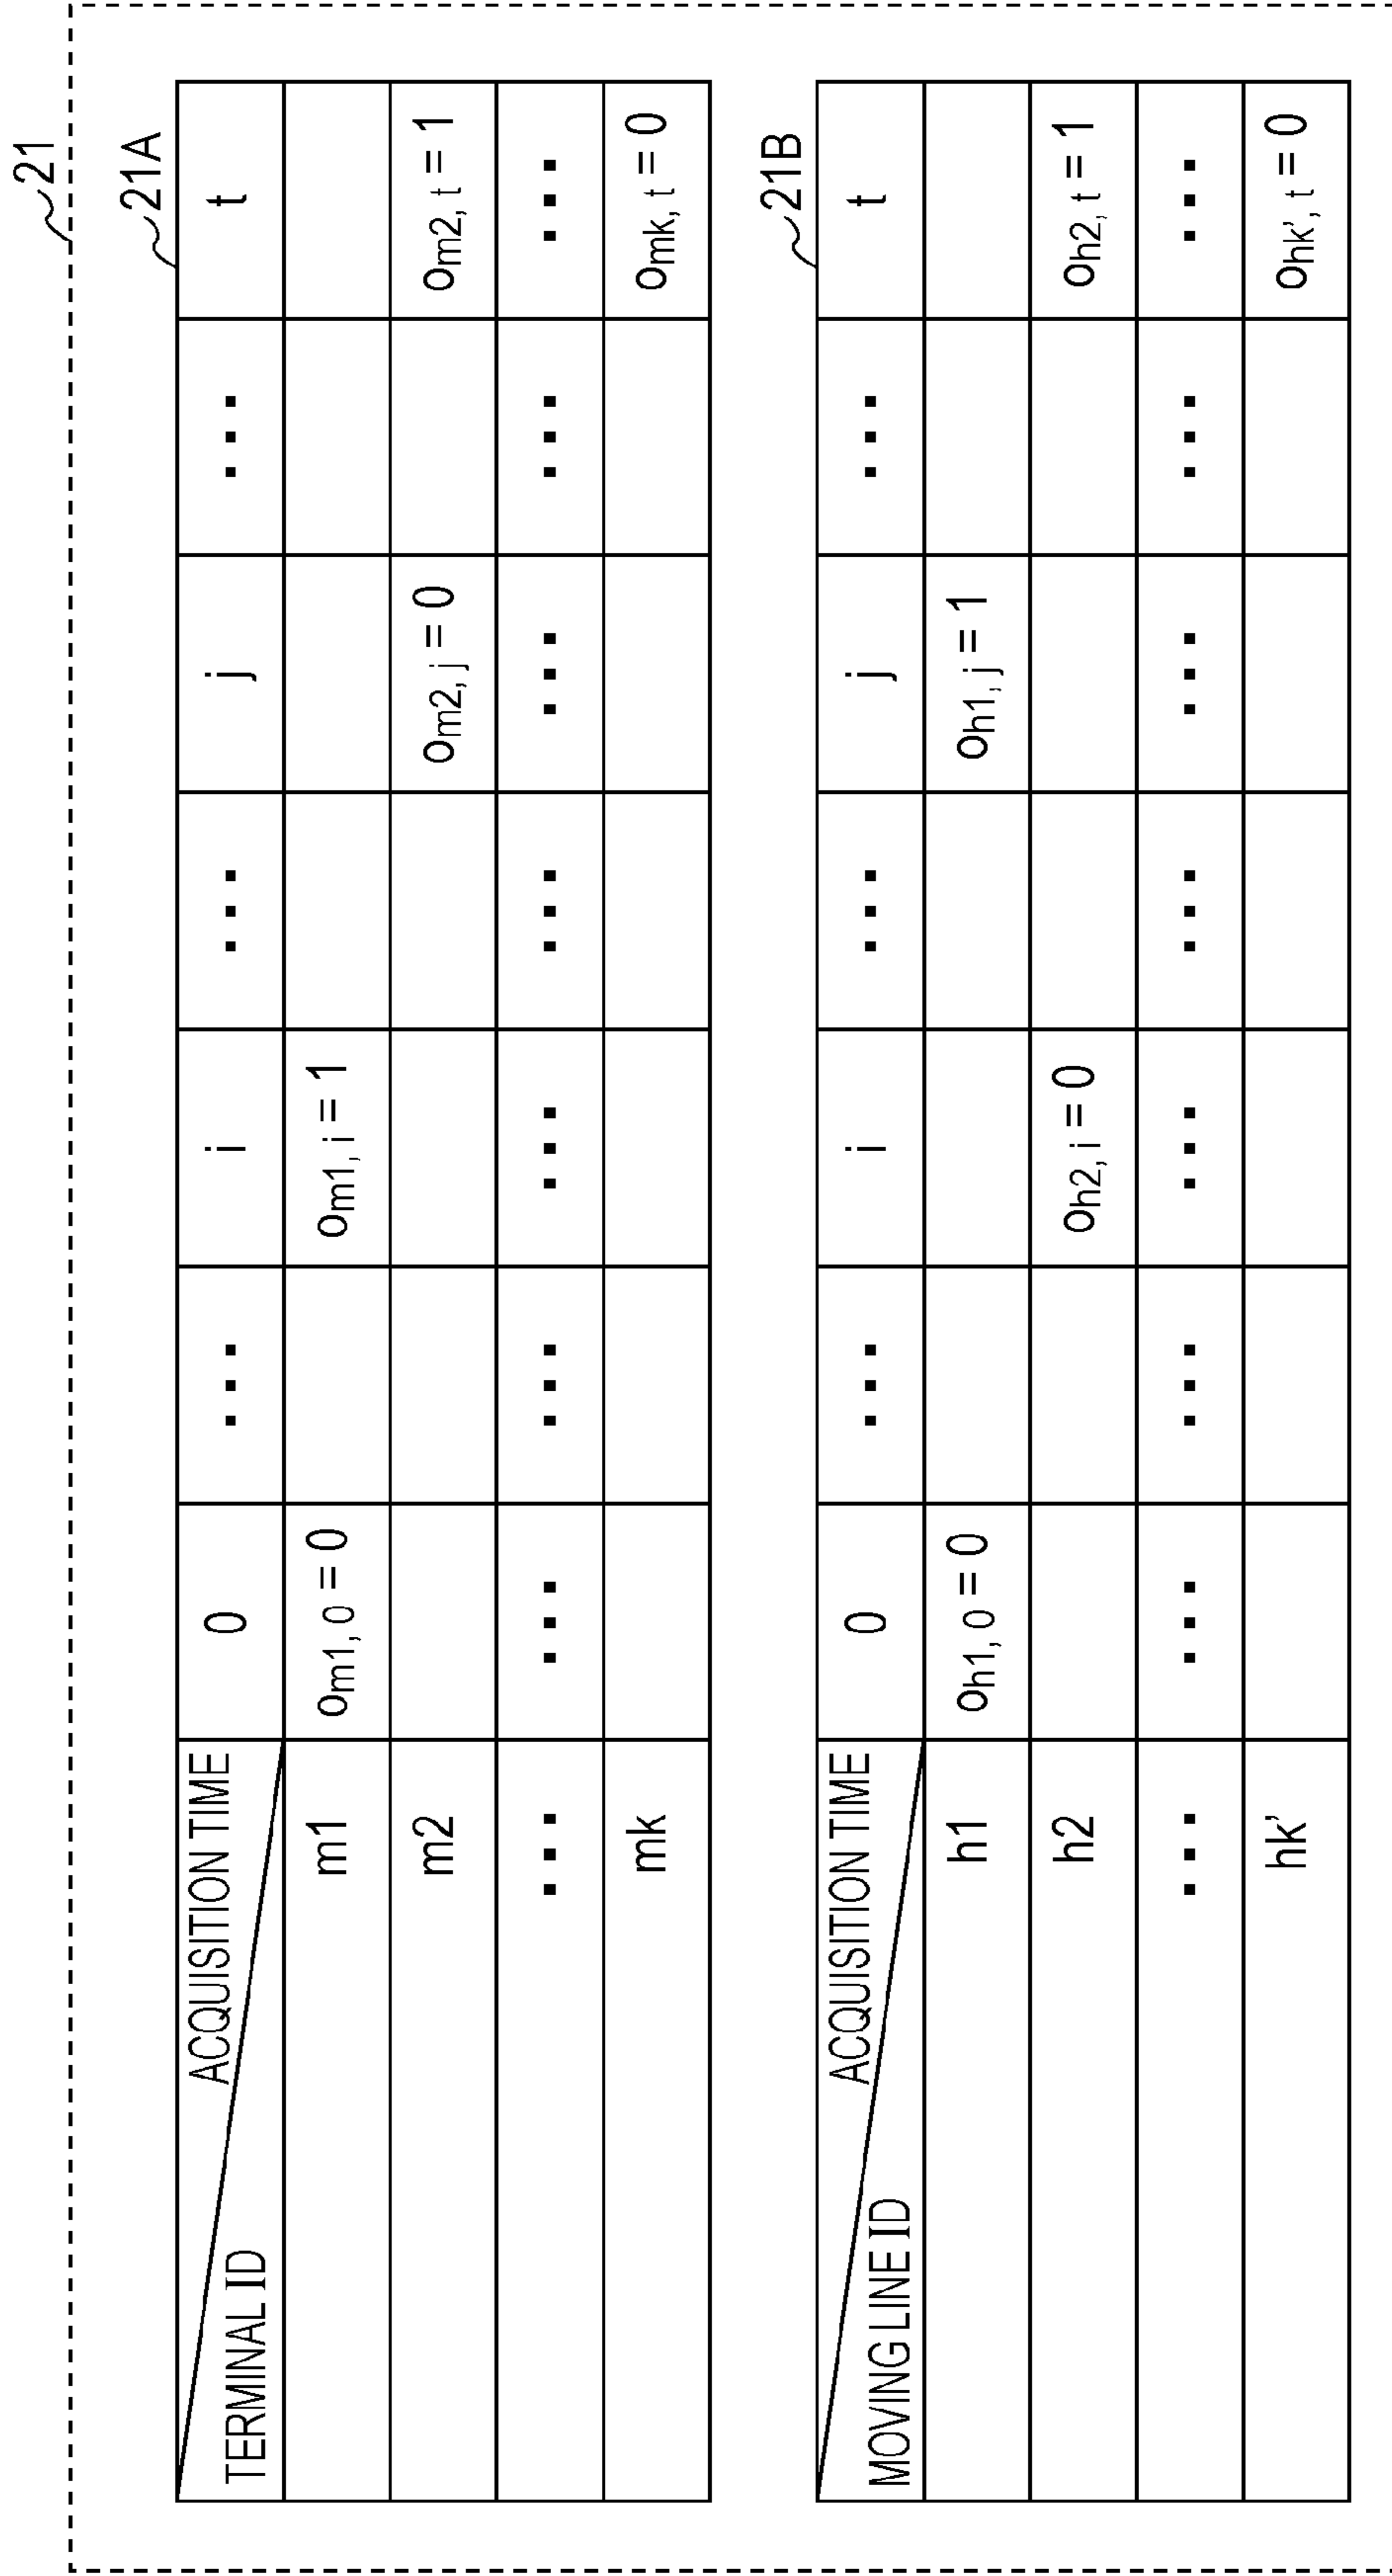 21
21A
ACQUISITION TIME 0 ... i ... j ... t
TERMINAL ID
m1 om1, 0 = 0 om1, i = 1
m2 om2, j = 0 om2, t = 1
... ... ... ... ... ... ... ...
mk omk, t = 0
21B
ACQUISITION TIME 0 ... i ... j ... t
MOVING LINE ID
h1 oh1, 0 = 0 oh1, j = 1
h2 oh2, i = 0 oh2, t = 1
... ... ... ... ... ... ... ...
hk’ ohk’, t = 0